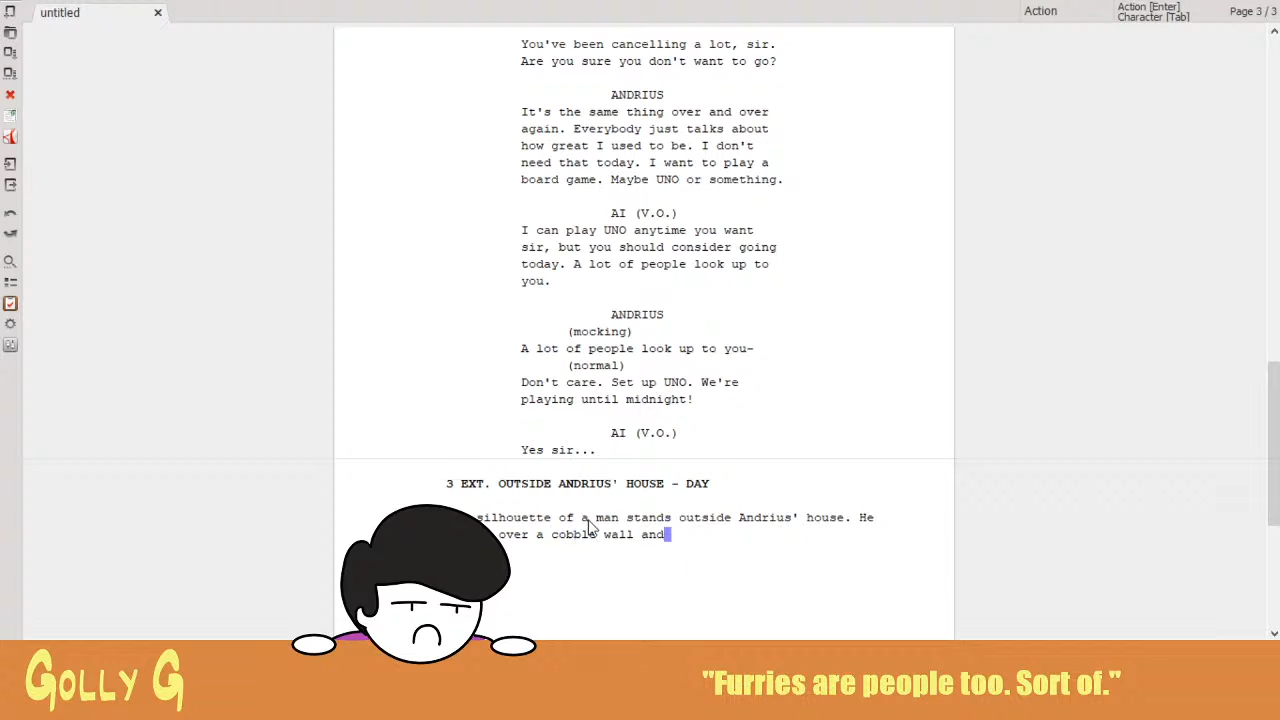 untitled
Action
Action [Enter]
Character [Tab]
Page 3 / 3
You've been cancelling a lot, sir.
Are you sure you don't want to go?
ANDRIUS
It's the same thing over and over
again. Everybody just talks about
how great I used to be. I don't
need that today. I want to play a
board game. Maybe UNO or something.
AI (V.O.)
I can play UNO anytime you want
sir, but you should consider going
today. A lot of people look up to
you.
ANDRIUS
(mocking)
A lot of people look up to you-
(normal)
Don't care. Set up UNO. We're
playing until midnight!
AI (V.O.)
Yes sir...
3 EXT. OUTSIDE ANDRIUS' HOUSE - DAY
silhouette of a man stands outside Andrius' house. He
over a cobble wall and
GOLLY G
"Furries are people too. Sort of."